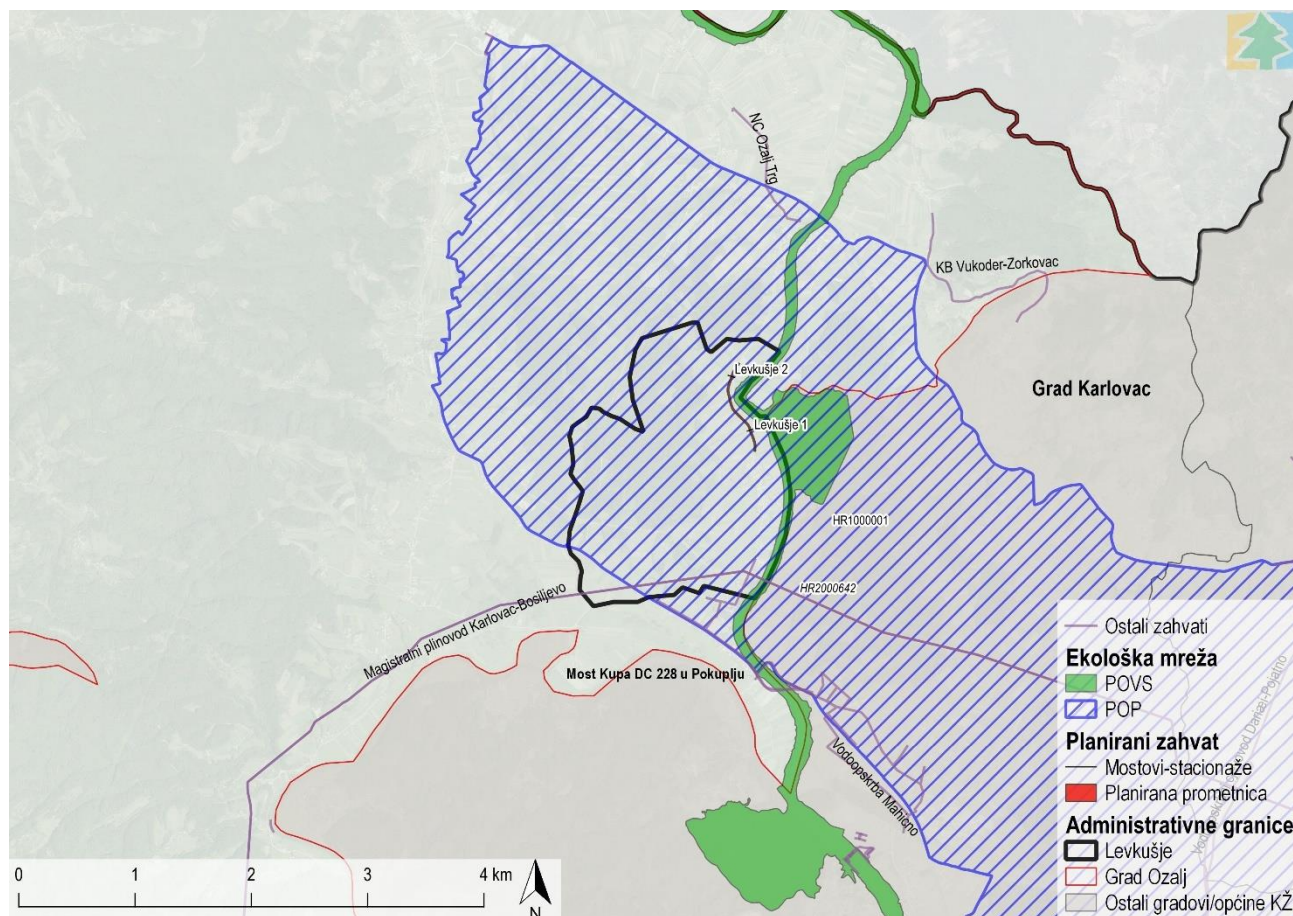 NC Ozalj Trg
KB Vukoder-Zorkovac
Grad Karlovac
Levkušje 2
Levkušje 1
HR1000001
HR2000642
Magistralni plinovod Karlovac-Bosiljevo
Most Kupa DC 228 u Pokuplju
Vodoopskrba Mahično
H
Ostali zahvati
Ekološka mreža
POVS
POP
Planirani zahvat
Mostovi-stacionaže
Planirana prometnica
Administrativne granice
Levkušje
Grad Ozalj
Ostali gradovi/općine KŽ
0 1 2 3 4 km
N